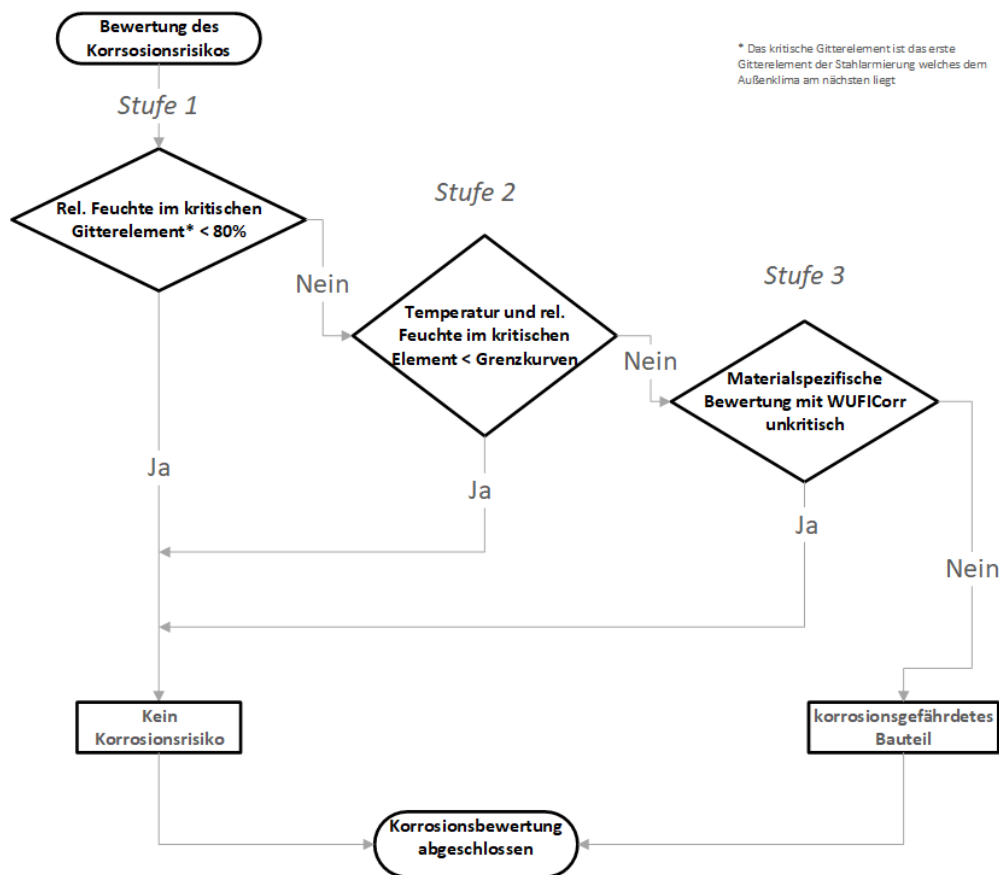 Bewertung des
Korrsosionsrisikos
* Das kritische Gitterelement ist das erste
Gitterelement der Stahlarmierung welches dem
Außenklima am nächsten liegt
Stufe 1
Rel. Feuchte im kritischen
Gitterelement* < 80%
Stufe 2
Nein
Temperatur und rel.
Feuchte im kritischen
Element < Grenzkurven
Stufe 3
Nein
Materialspezifische
Bewertung mit WUFICorr
unkritisch
Ja
Ja
Ja
Nein
Kein
Korrosionsrisiko
korrosionsgefährdetes
Bauteil
Korrosionsbewertung
abgeschlossen